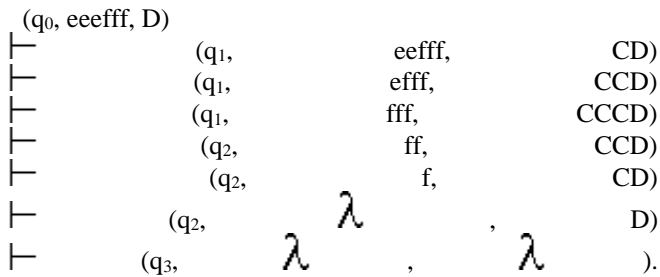 (q₀, eeefff, D)
⊢ (q₁, eefff, CD)
⊢ (q₁, efff, CCD)
⊢ (q₁, fff, CCCD)
⊢ (q₂, ff, CCD)
⊢ (q₂, f, CD)
⊢ (q₂, λ , D)
⊢ (q₃, λ , λ ).